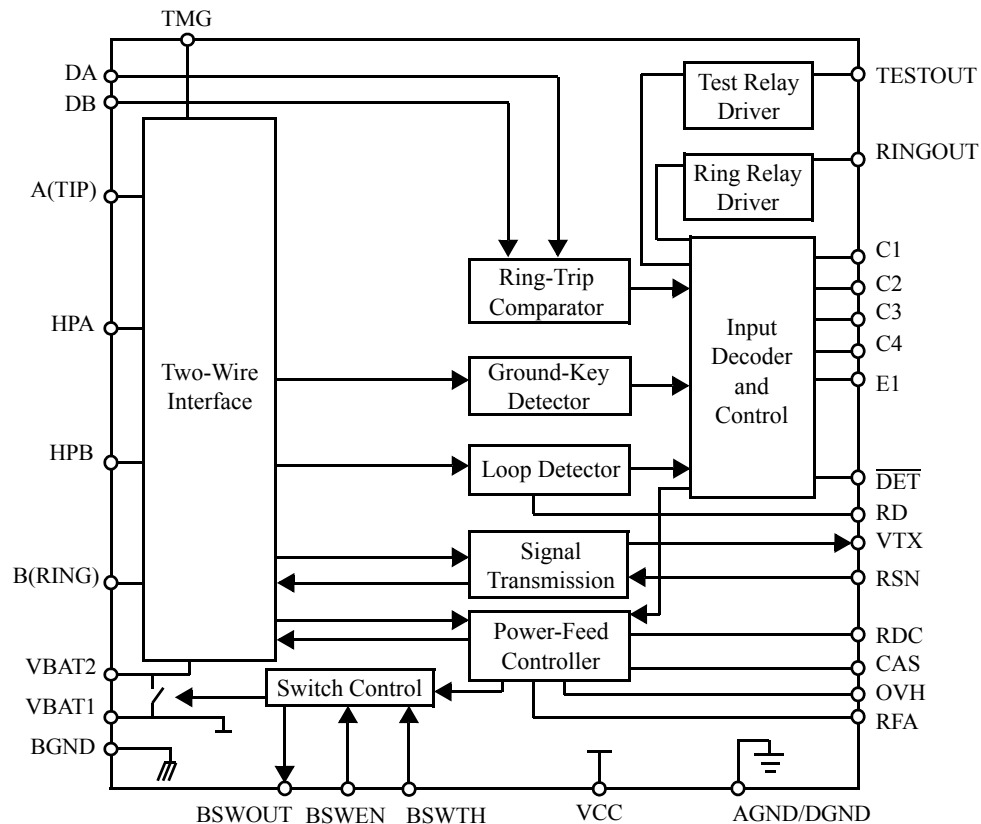 TMG
DA
DB
A(TIP)
HPA
HPB
B(RING)
VBAT2
VBAT1
BGND
Two-Wire
Interface
Ring-Trip
Comparator
Ground-Key
Detector
Loop Detector
Signal
Transmission
Power-Feed
Controller
Switch Control
Test Relay
Driver
Ring Relay
Driver
Input
Decoder
and
Control
TESTOUT
RINGOUT
C1
C2
C3
C4
E1
DET
RD
VTX
RSN
RDC
CAS
OVH
RFA
BSWOUT
BSWEN
BSWTH
VCC
AGND/DGND